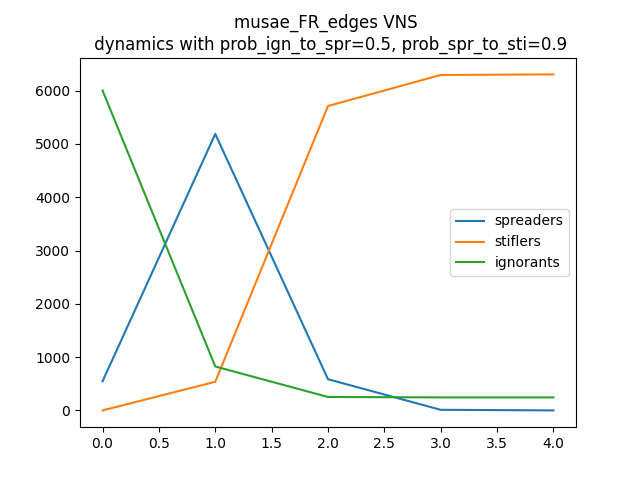 musae_FR_edges VNS
dynamics with prob_ign_to_spr=0.5, prob_spr_to_sti=0.9
6000
5000
4000
3000
2000
1000
0
spreaders
stiflers
ignorants
0.0 0.5 1.0 1.5 2.0 2.5 3.0 3.5 4.0